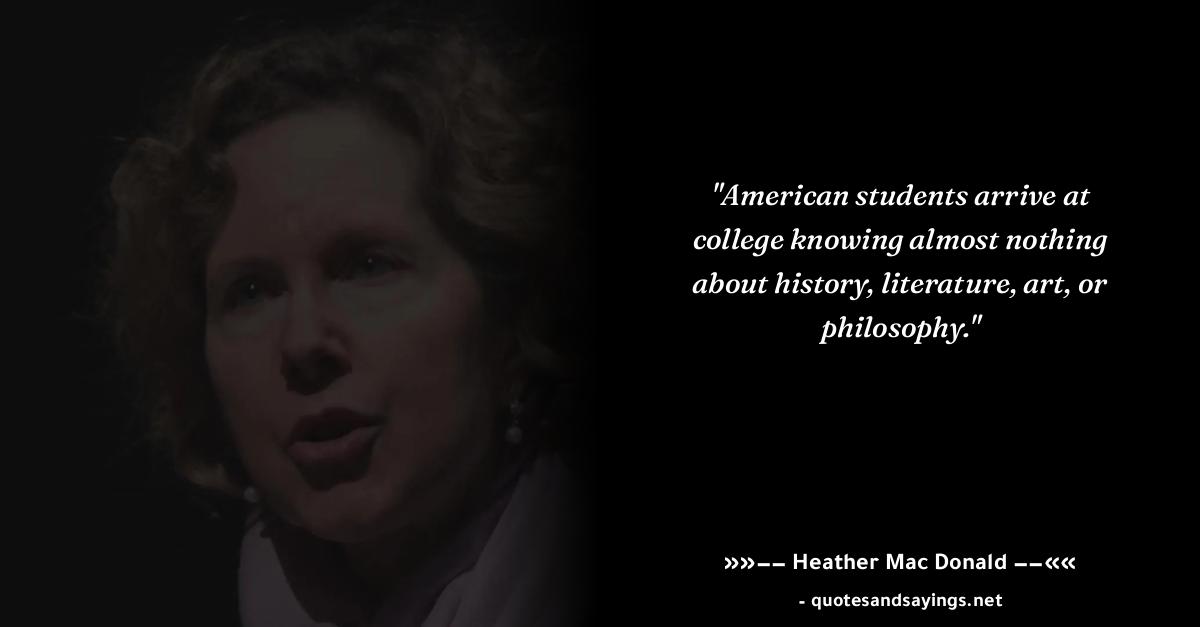 "American students arrive at
college knowing almost nothing
about history, literature, art, or
philosophy."
»»–– Heather Mac Donald ––««
- quotesandsayings.net